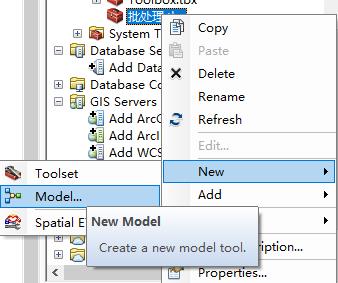 Toolbox.tbx
批处理
System T
Database Se
Add Data
Database Co
GIS Servers
Add ArcG
Add ArcI
Add WCS
Copy
Paste
Delete
Rename
Refresh
Edit...
New
Add
ription...
Properties...
Toolset
Model...
Spatial E
New Model
Create a new model tool.